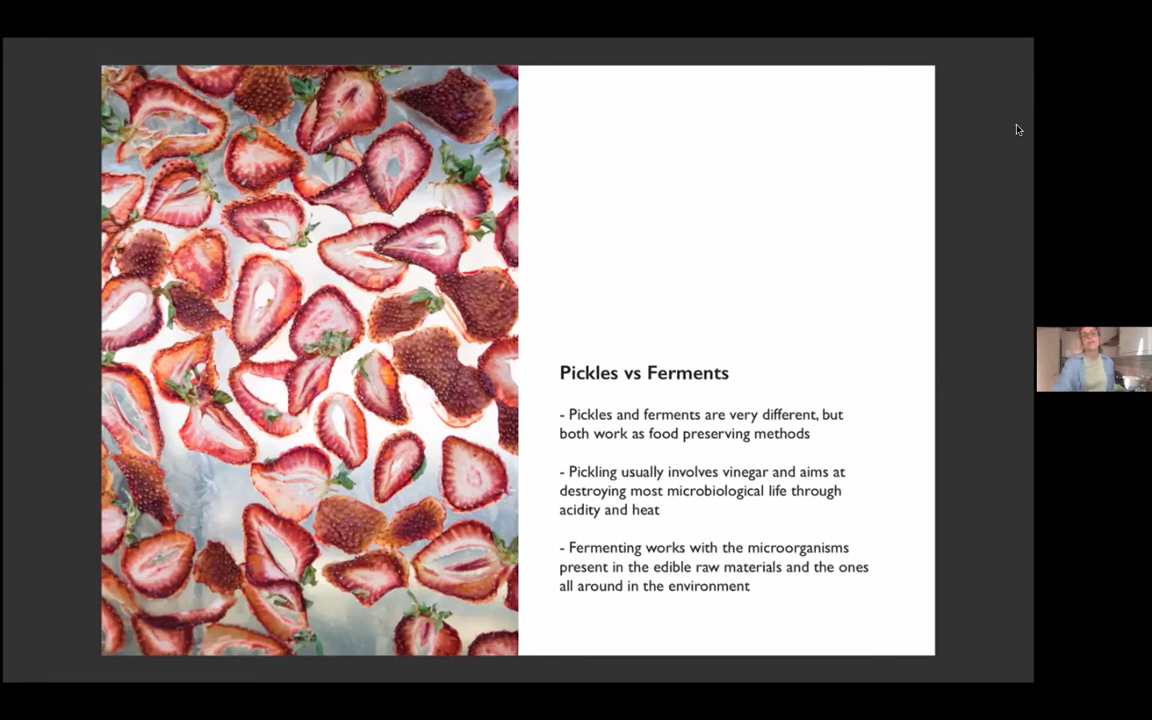 Pickles vs Ferments
- Pickles and ferments are very different, but
both work as food preserving methods
- Pickling usually involves vinegar and aims at
destroying most microbiological life through
acidity and heat
- Fermenting works with the microorganisms
present in the edible raw materials and the ones
all around in the environment